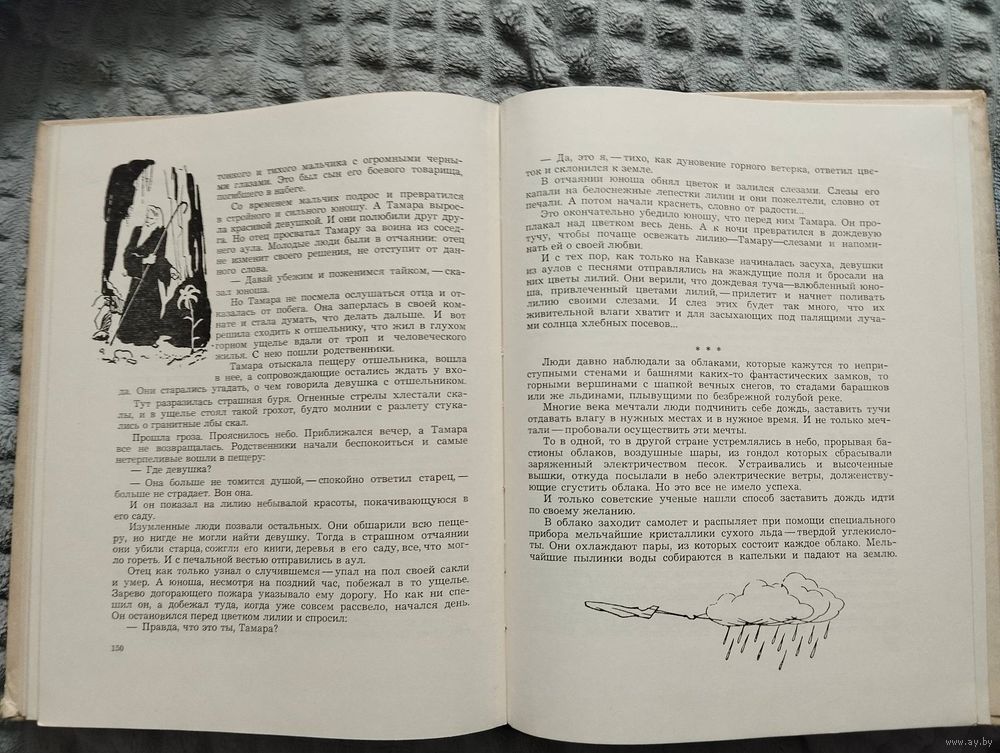 тонкого и тихого мальчика с огромными черны-
ми глазами. Это был сын его боевого товарища,
погибшего в набеге.
Со временем мальчик подрос и превратился
в стройного и сильного юношу. А Тамара вырос-
ла красивой девушкой. И они полюбили друг дру-
га. Но отец просватал Тамару за воина из сосед-
него аула. Молодые люди были в отчаянии: отец
не изменит своего решения, не отступит от дан-
ного слова.
— Давай убежим и поженимся тайком, — ска-
зал юноша.
Но Тамара не посмела ослушаться отца и от-
казалась от побега. Она заперлась в своей ком-
нате и стала думать, что делать дальше. И вот
решила сходить к отшельнику, что жил в глухом
горном ущелье вдали от троп и человеческого
жилья. С нею пошли родственники.
Тамара отыскала пещеру отшельника, вошла
в нее, а сопровождающие остались ждать у вхо-
да. Они старались угадать, о чем говорила девушка с отшельником.
Тут разразилась страшная буря. Огненные стрелы хлестали ска-
лы, и в ущелье стоял такой грохот, будто молнии с разлету стука-
лись о гранитные лбы скал.
Прошла гроза. Прояснилось небо. Приближался вечер, а Тамара
все не возвращалась. Родственники начали беспокоиться и самые
нетерпеливые вошли в пещеру:
— Где девушка?
— Она больше не томится душой, — спокойно ответил старец, —
больше не страдает. Вон она.
И он показал на лилию небывалой красоты, покачивающуюся в
его саду.
Изумленные люди позвали остальных. Они обшарили всю пеще-
ру, но нигде не могли найти девушку. Тогда в страшном отчаянии
они убили старца, сожгли его книги, деревья в его саду, все, что мог-
ло гореть. И с печальной вестью отправились в аул.
Отец как только узнал о случившемся — упал на пол своей сакли
и умер. А юноша, несмотря на поздний час, побежал в то ущелье.
Зарево догорающего пожара указывало ему дорогу. Но как ни спе-
шил он, а добежал туда, когда уже совсем рассвело, начался день.
Он остановился перед цветком лилии и спросил:
— Правда, что это ты, Тамара?
150
— Да, это я, — тихо, как дуновение горного ветерка, ответил цве-
ток и склонился к земле.
В отчаянии юноша обнял цветок и залился слезами. Слезы его
капали на белоснежные лепестки лилии и они пожелтели, словно от
печали. А потом начали краснеть, словно от радости...
Это окончательно убедило юношу, что перед ним Тамара. Он про-
плакал над цветком весь день. А к ночи превратился в дождевую
тучу, чтобы почаще освежать лилию — Тамару — слезами и напоми-
нать ей о своей любви.
И с тех пор, как только на Кавказе начиналась засуха, девушки
из аулов с песнями отправлялись на жаждущие поля и бросали на
них цветы лилий. Они верили, что дождевая туча — влюбленный юно-
ша, привлеченный цветами лилий, — прилетит и начнет поливать
лилию своими слезами. И слез этих будет так много, что их
живительной влаги хватит и для засыхающих под палящими луча-
ми солнца хлебных посевов...
* * *
Люди давно наблюдали за облаками, которые кажутся то непри-
ступными стенами и башнями каких-то фантастических замков, то
горными вершинами с шапкой вечных снегов, то стадами барашков
или же льдинами, плывущими по безбрежной голубой реке.
Многие века мечтали люди подчинить себе дождь, заставить тучи
отдавать влагу в нужных местах и в нужное время. И не только меч-
тали — пробовали осуществить эти мечты.
То в одной, то в другой стране устремлялись в небо, прорывая ба-
стионы облаков, воздушные шары, из гондол которых сбрасывали
заряженный электричеством песок. Устраивались и высоченные
вышки, откуда посылали в небо электрические ветры, долженствую-
ющие сгустить облака. Но это все не имело успеха.
И только советские ученые нашли способ заставить дождь идти
по своему желанию.
В облако заходит самолет и распыляет при помощи специального
прибора мельчайшие кристаллики сухого льда — твердой углекисло-
ты. Они охлаждают пары, из которых состоит каждое облако. Мель-
чайшие пылинки воды собираются в капельки и падают на землю.
www.ay.by